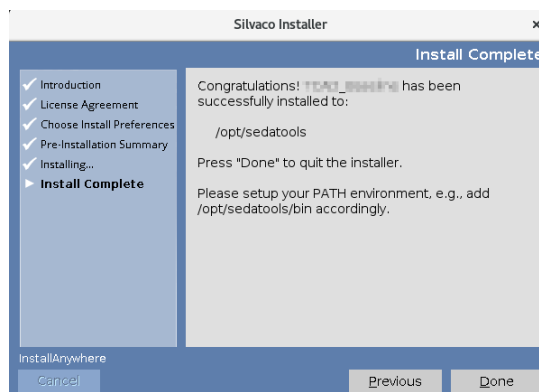 Silvaco Installer
×
Install Complete
Introduction
License Agreement
Choose Install Preferences
Pre-Installation Summary
Installing...
Install Complete
Congratulations! has been
successfully installed to:
/opt/sedatools
Press "Done" to quit the installer.
Please setup your PATH environment, e.g., add
/opt/sedatools/bin accordingly.
InstallAnywhere
Cancel
Previous
Done